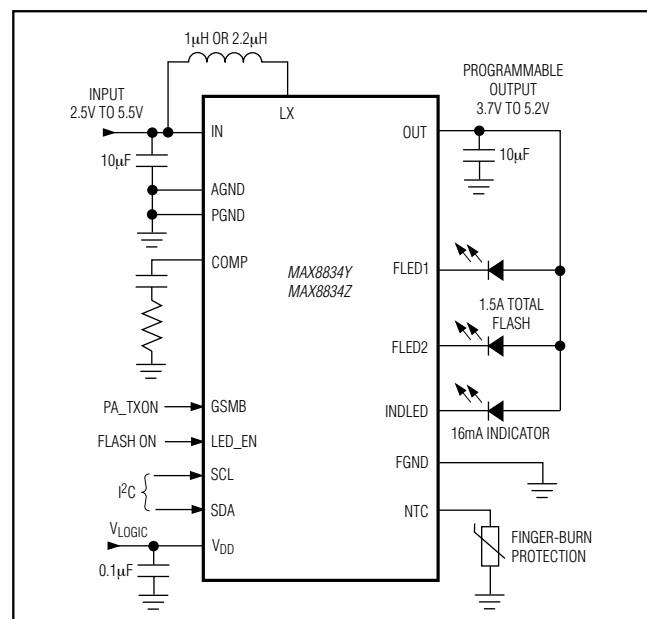 1µH OR 2.2µH
INPUT
2.5V TO 5.5V
10µF
IN
AGND
PGND
COMP
PA_TXON
GSMB
FLASH ON
LED_EN
I²C
SCL
SDA
VLOGIC
VDD
0.1µF
LX
MAX8834Y
MAX8834Z
PROGRAMMABLE
OUTPUT
3.7V TO 5.2V
OUT
10µF
FLED1
1.5A TOTAL
FLASH
FLED2
INDLED
16mA INDICATOR
FGND
NTC
FINGER-BURN
PROTECTION